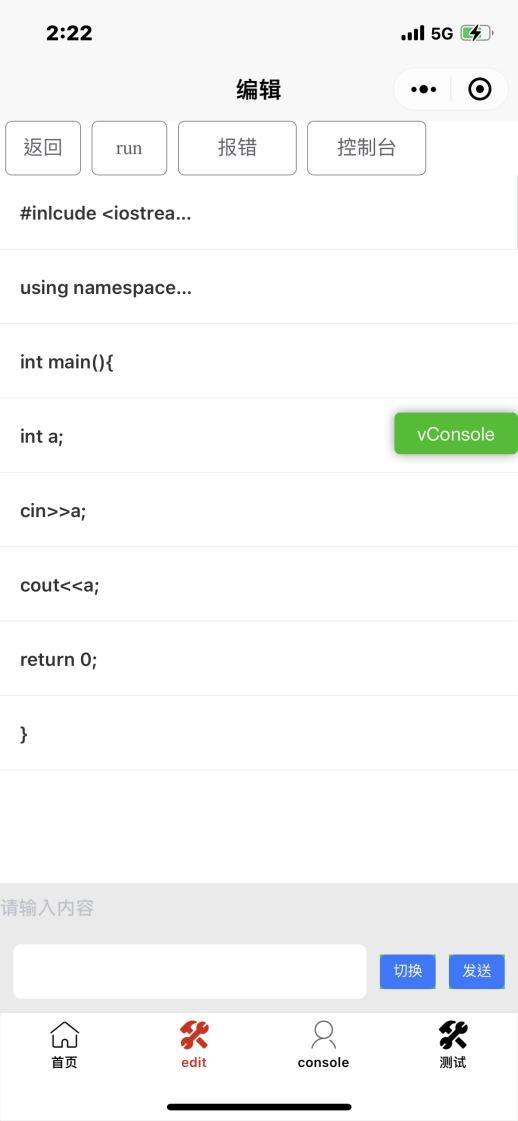 2:22
5G
编辑
返回
run
报错
控制台
#inlcude <iostrea...
using namespace...
int main(){
int a;
vConsole
cin>>a;
cout<<a;
return 0;
}
请输入内容
切换
发送
首页
edit
console
测试